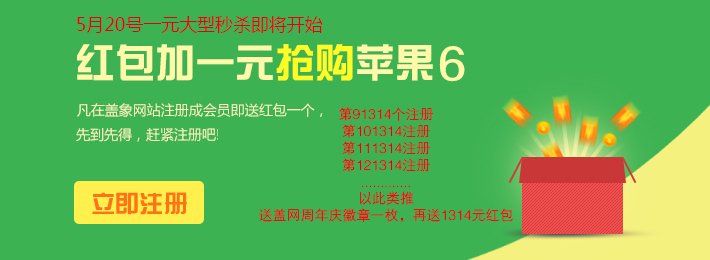 5月20号一元大型秒杀即将开始
红包加一元抢购苹果6
凡在盖象网站注册成会员即送红包一个，
先到先得，赶紧注册吧!
第91314个注册
第101314注册
第111314注册
第121314注册
.............
以此类推
送盖网周年庆徽章一枚，再送1314元红包
立即注册